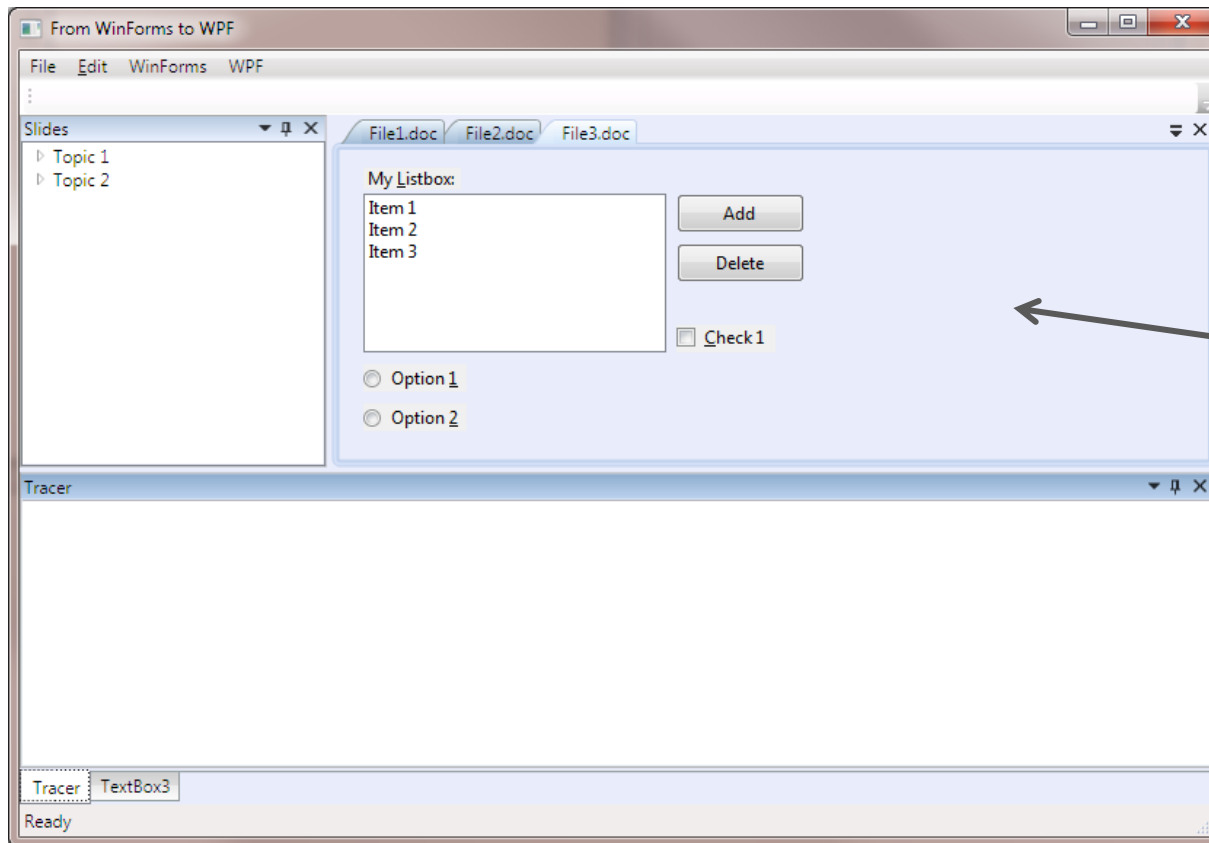 From WinForms to WPF
File Edit WinForms WPF
Slides
File1.doc File2.doc File3.doc
Topic 1
Topic 2
My Listbox:
Item 1
Item 2
Item 3
Add
Delete
Check 1
Option 1
Option 2
Tracer
Tracer TextBox3
Ready